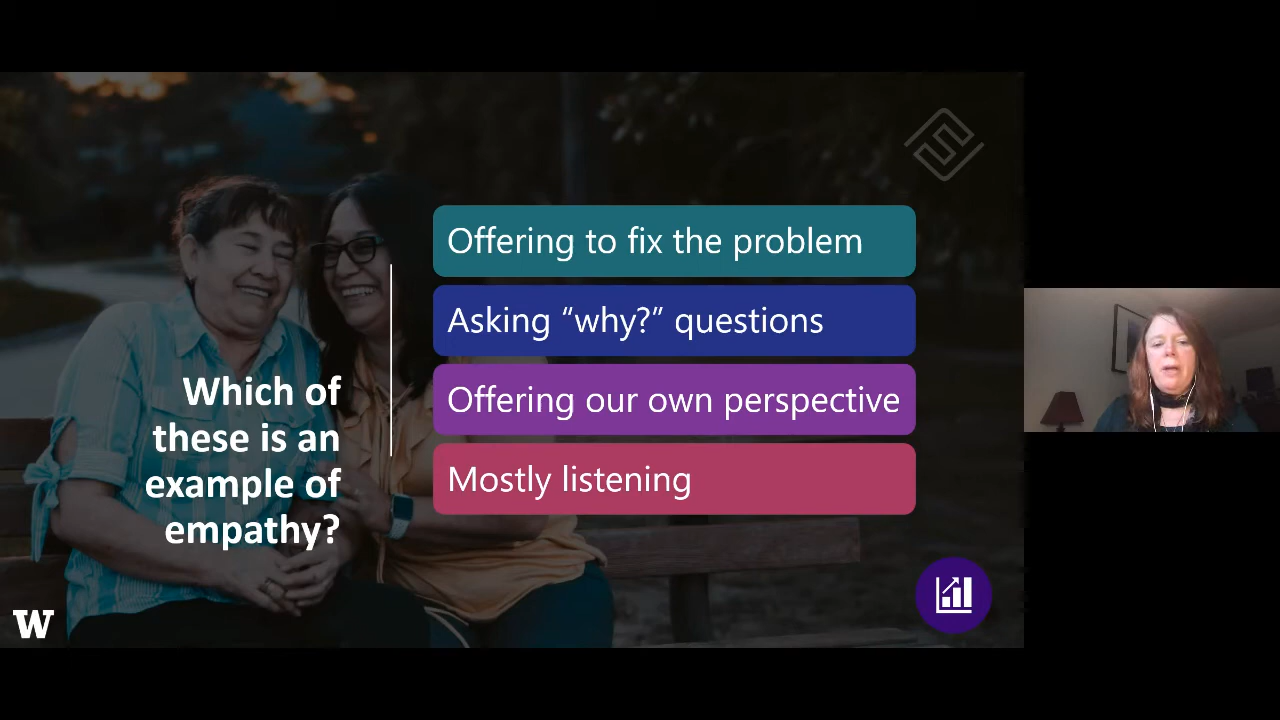 Which of
these is an
example of
empathy?
Offering to fix the problem
Asking “why?” questions
Offering our own perspective
Mostly listening
W